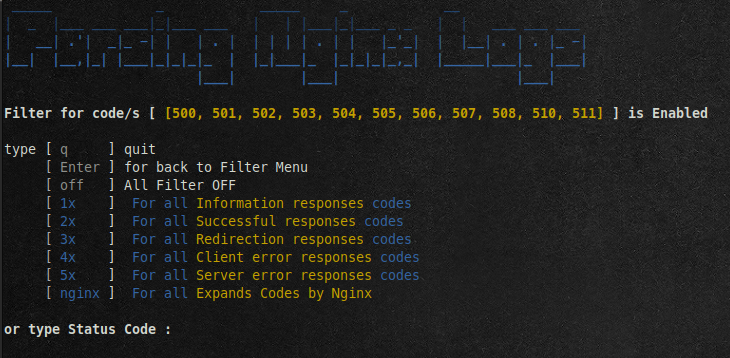 Parsing Nginx Logs
Filter for code/s [ [500, 501, 502, 503, 504, 505, 506, 507, 508, 510, 511] ] is Enabled
type [ q ] quit
[ Enter ] for back to Filter Menu
[ off ] All Filter OFF
[ 1x ] For all Information responses codes
[ 2x ] For all Successful responses codes
[ 3x ] For all Redirection responses codes
[ 4x ] For all Client error responses codes
[ 5x ] For all Server error responses codes
[ nginx ] For all Expands Codes by Nginx
or type Status Code :